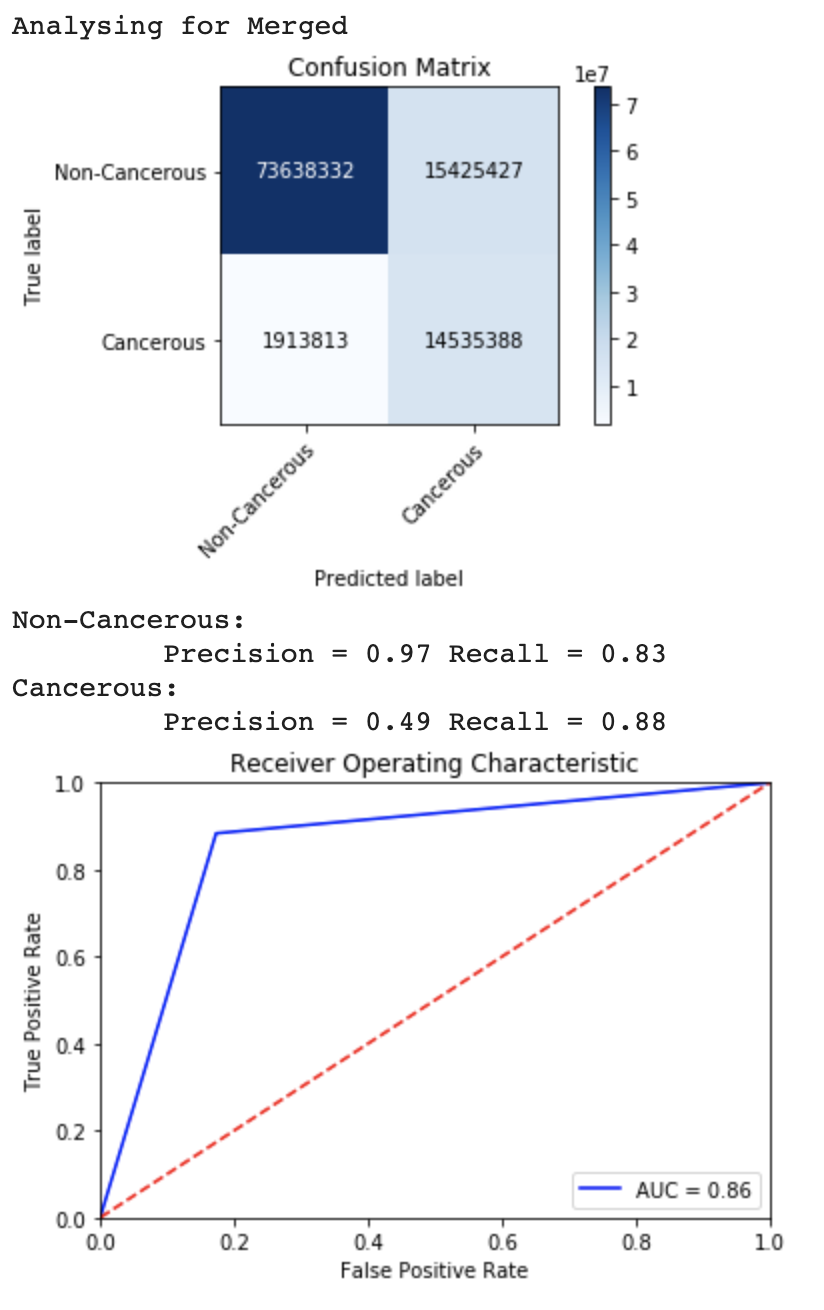 Analysing for Merged
Confusion Matrix
1e7
Non-Cancerous
73638332
15425427
Cancerous
1913813
14535388
True label
7
6
5
4
3
2
1
Non-Cancerous
Cancerous
Predicted label
Non-Cancerous:
Precision = 0.97 Recall = 0.83
Cancerous:
Precision = 0.49 Recall = 0.88
Receiver Operating Characteristic
1.0
0.8
0.6
0.4
0.2
0.0
True Positive Rate
AUC = 0.86
0.0
0.2
0.4
0.6
0.8
1.0
False Positive Rate